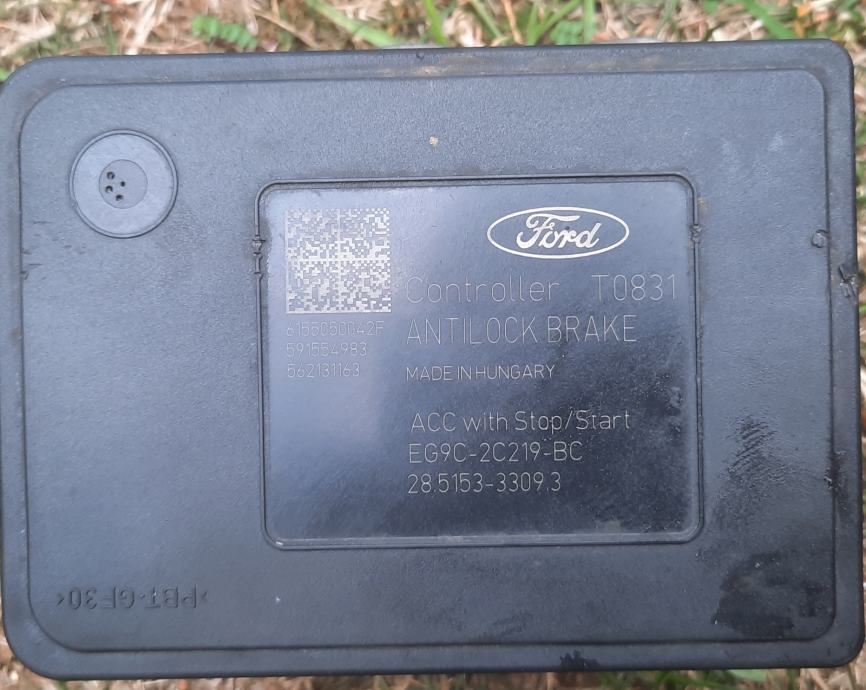 Ford
Controller T0831
ANTILOCK BRAKE
MADE IN HUNGARY
6155050042F
591554983
562131163
ACC with Stop/Start
EG9C-2C219-BC
28.5153-3309.3
>PBT-GF30<